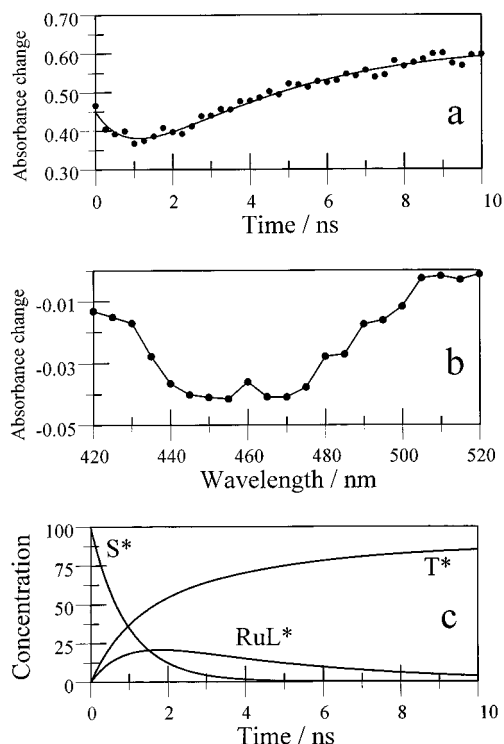 0.70
0.60
0.50
0.40
0.30
Absorbance change
a
0 2 4 6 8 10
Time / ns
-0.01
-0.03
-0.05
Absorbance change
b
420 440 460 480 500 520
Wavelength / nm
100
75
50
25
0
Concentration
S*
T*
RuL*
c
0 2 4 6 8 10
Time / ns